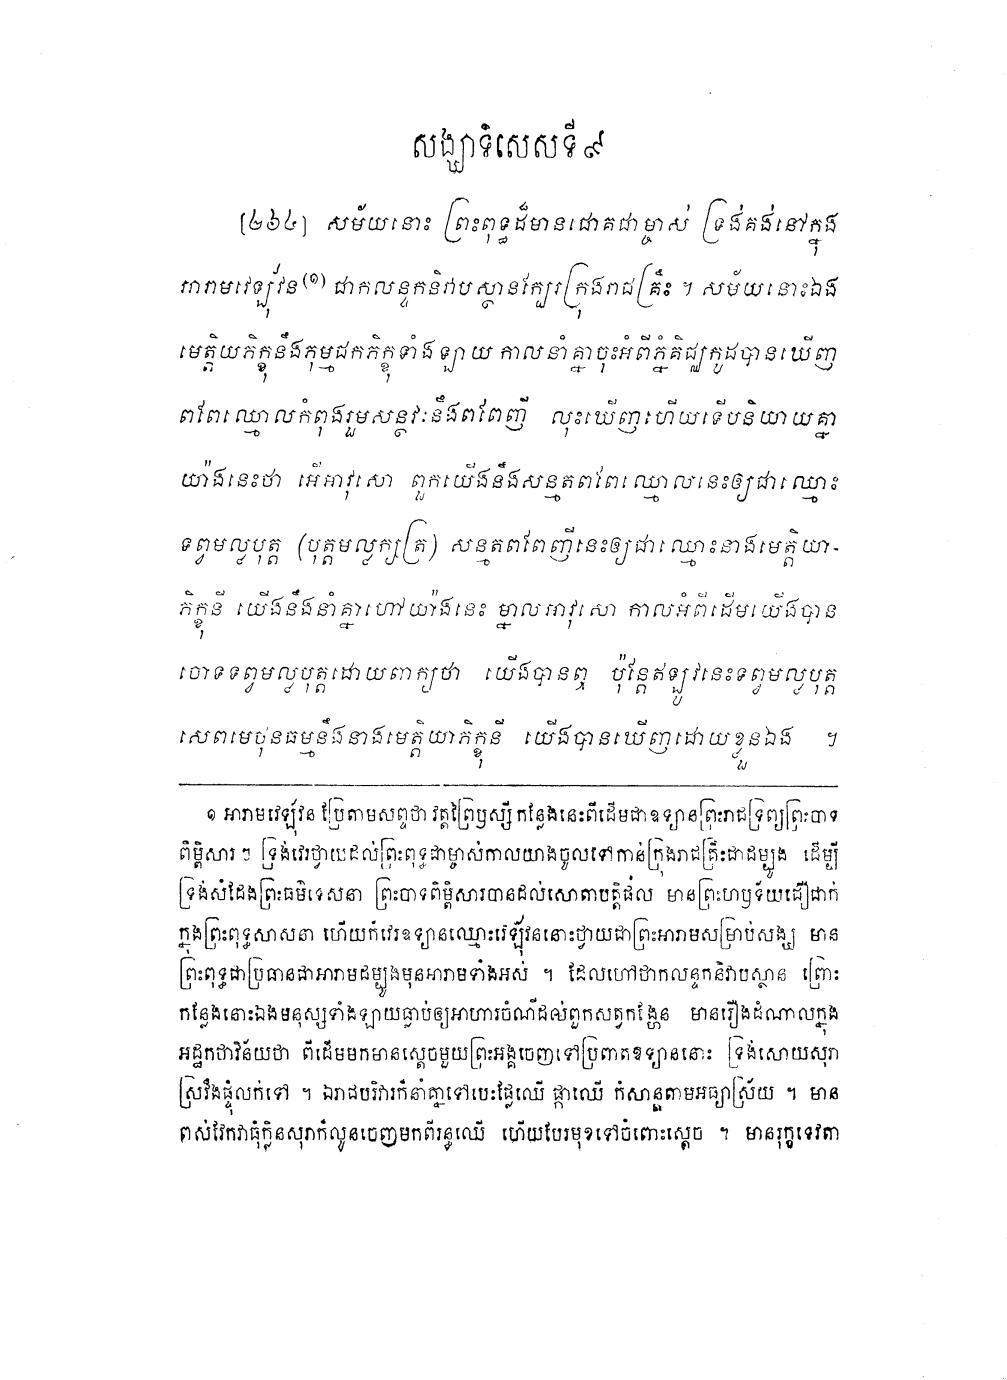 សង្ឃាទិសេសទី៩
[៤៦៤] សម័យនោះ ព្រះពុទ្ធដ៏មានជោគជាម្ចាស់ ទ្រង់គង់នៅក្នុង
អារាមវេឡុវ័ន(១) ជាកលន្ទកនិវាបស្ថានក្បែរក្រុងរាជគ្រឹះ ។ សម័យនោះឯង
មេត្តិយភិក្ខុនឹងភុម្មជកភិក្ខុទាំងឡាយ កាលនាំគ្នាចុះអំពីភ្នំគិជ្ឈកូដបានឃើញ
ពពែឈ្មោលកំពុងរួមសន្ថវៈនឹងពពែញី លុះឃើញហើយទើបនិយាយគ្នា
យ៉ាងនេះថា អើអាវុសោ ពួកយើងនឹងសន្មតពពែឈ្មោលនេះឲ្យជាឈ្មោះ
ទព្វមល្លបុត្ត (បុត្តមល្លក្សត្រ) សន្មតពពែញីនេះឲ្យជាឈ្មោះនាងមេត្តិយា-
ភិក្ខុនី យើងនឹងនាំគ្នាហៅយ៉ាងនេះ ម្នាលអាវុសោ កាលអំពីដើមយើងបាន
ចោទទព្វមល្លបុត្តដោយពាក្យថា យើងបានឮ ប៉ុន្តែឥឡូវនេះទព្វមល្លបុត្ត
សេពមេថុនធម្មនឹងនាងមេត្តិយាភិក្ខុនី យើងបានឃើញដោយខ្លួនឯង ។
១ អារាមវេឡុវ័ន ប្រែតាមសព្ទថា វត្តព្រៃឫស្សី កន្លែងនេះពីដើមជាឧទ្យានព្រះរាជទ្រព្យព្រះបាទ
ពិម្ពិសារ ។ ទ្រង់វេរថ្វាយដល់ព្រះពុទ្ធជាម្ចាស់កាលយាងចូលទៅកាន់ក្រុងរាជគ្រឹះជាដម្បូង ដើម្បី
ទ្រង់សំដែងព្រះធម៌ទេសនា ព្រះបាទពិម្ពិសារបានដល់សោតាបត្តិផល មានព្រះហឫទ័យជឿជាក់
ក្នុងព្រះពុទ្ធសាសនា ហើយក៏វេរឧទ្យានឈ្មោះវេឡុវ័ននោះថ្វាយជាព្រះអារាមសម្រាប់សង្ឃ មាន
ព្រះពុទ្ធជាប្រធានជាអារាមដម្បូងមុនអារាមទាំងអស់ ។ ដែលហៅថាកលន្ទកនិវាបស្ថាន ព្រោះ
កន្លែងនោះឯងមនុស្សទាំងឡាយធ្លាប់ឲ្យអាហារចំណីដល់ពួកសត្វកង្ហែន មានរឿងដំណាលក្នុង
អដ្ឋកថាវិន័យថា ពីដើមមកមានស្តេចមួយព្រះអង្គចេញទៅប្រពាតឧទ្យាននោះ ទ្រង់សោយសុរា
ស្រវឹងផ្ទំលក់ទៅ ។ ឯរាជបរិវារក៏នាំគ្នាទៅបេះផ្លែឈើ ផ្កាឈើ កំសាន្តតាមអធ្យាស្រ័យ ។ មាន
ពស់វែកវាធុំក្លិនសុរាក៏លូនចេញមកពីរន្ធឈើ ហើយបែរមុខទៅចំពោះស្តេច ។ មានរុក្ខទេវតា